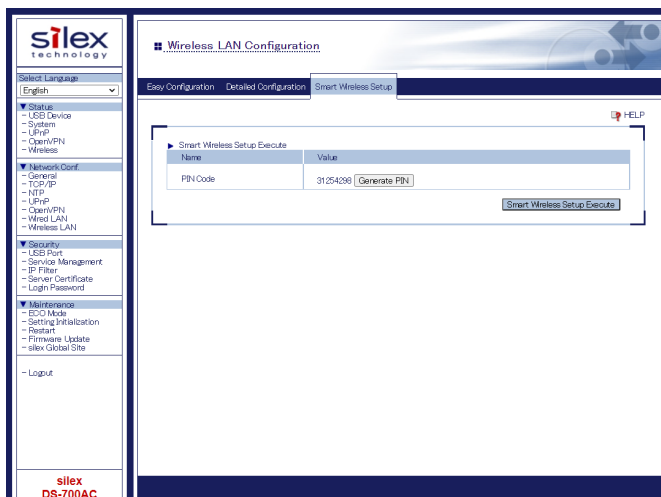 silex
technology
Select Language
English
▼ Status
- USB Device
- System
- UPnP
- OpenVPN
- Wireless
▼ Network Conf.
- General
- TCP/IP
- NTP
- UPnP
- OpenVPN
- Wired LAN
- Wireless LAN
▼ Security
- USB Port
- Service Management
- IP Filter
- Server Certificate
- Login Password
▼ Maintenance
- ECO Mode
- Setting Initialization
- Restart
- Firmware Update
- silex Global Site
- Logout
silex
DS-700AC
Wireless LAN Configuration
Easy Configuration Detailed Configuration Smart Wireless Setup
HELP
Smart Wireless Setup Execute
Name Value
PIN Code 31254298 Generate PIN
Smart Wireless Setup Execute